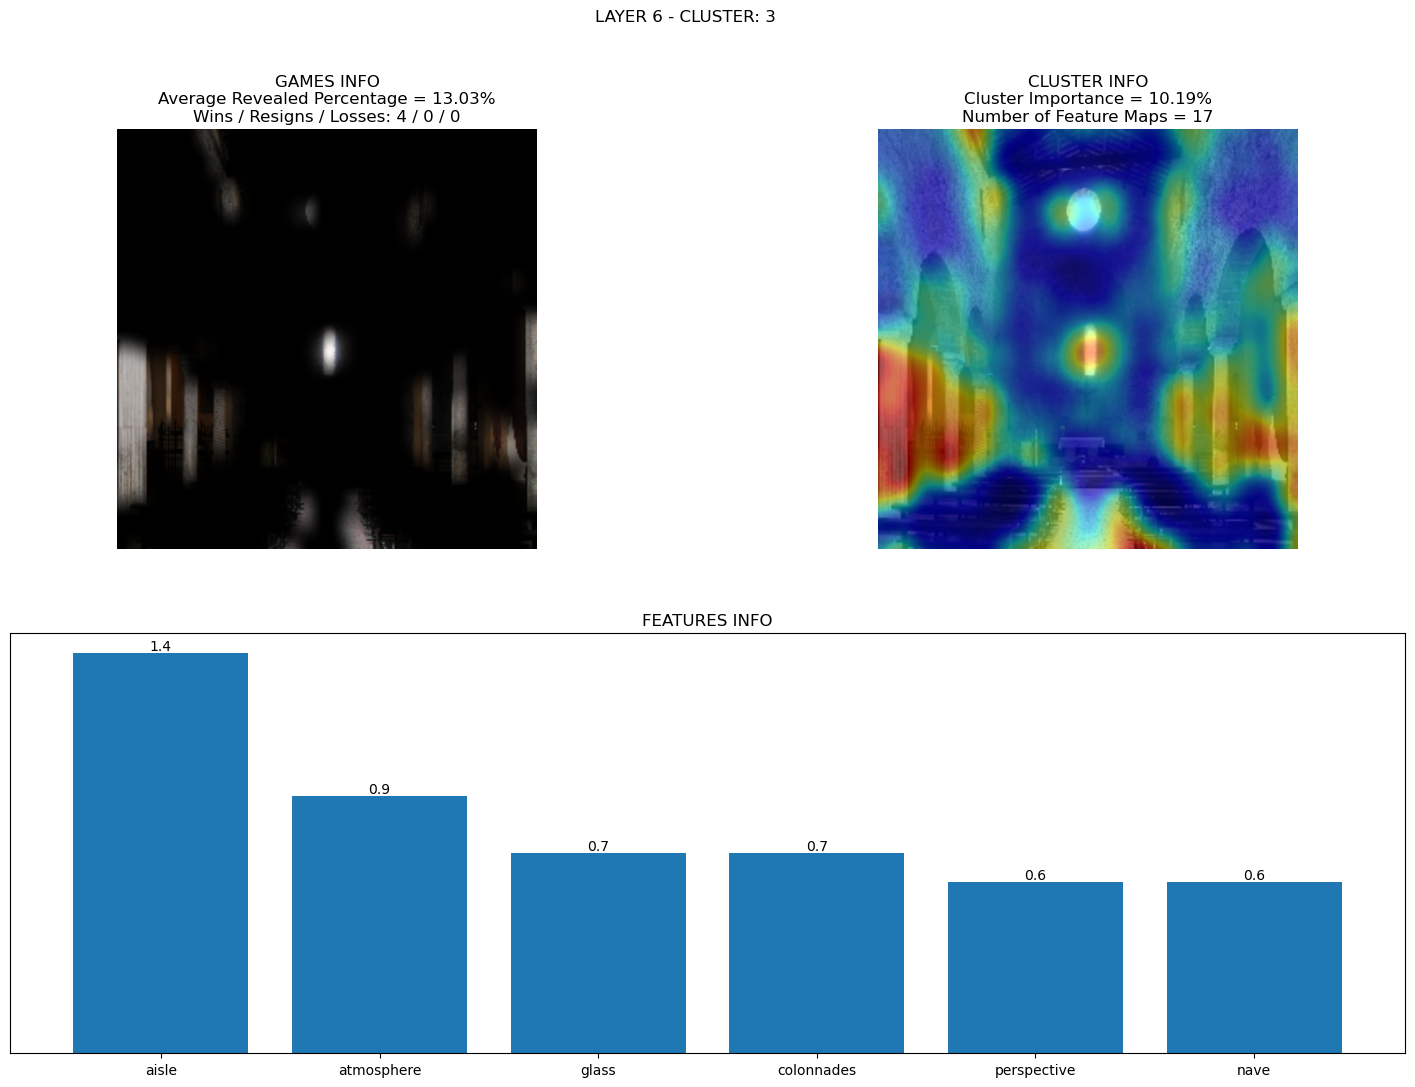 LAYER 6 - CLUSTER: 3
GAMES INFO
Average Revealed Percentage = 13.03%
Wins / Resigns / Losses: 4 / 0 / 0
CLUSTER INFO
Cluster Importance = 10.19%
Number of Feature Maps = 17
FEATURES INFO
1.4
0.9
0.7
0.7
0.6
0.6
aisle
atmosphere
glass
colonnades
perspective
nave